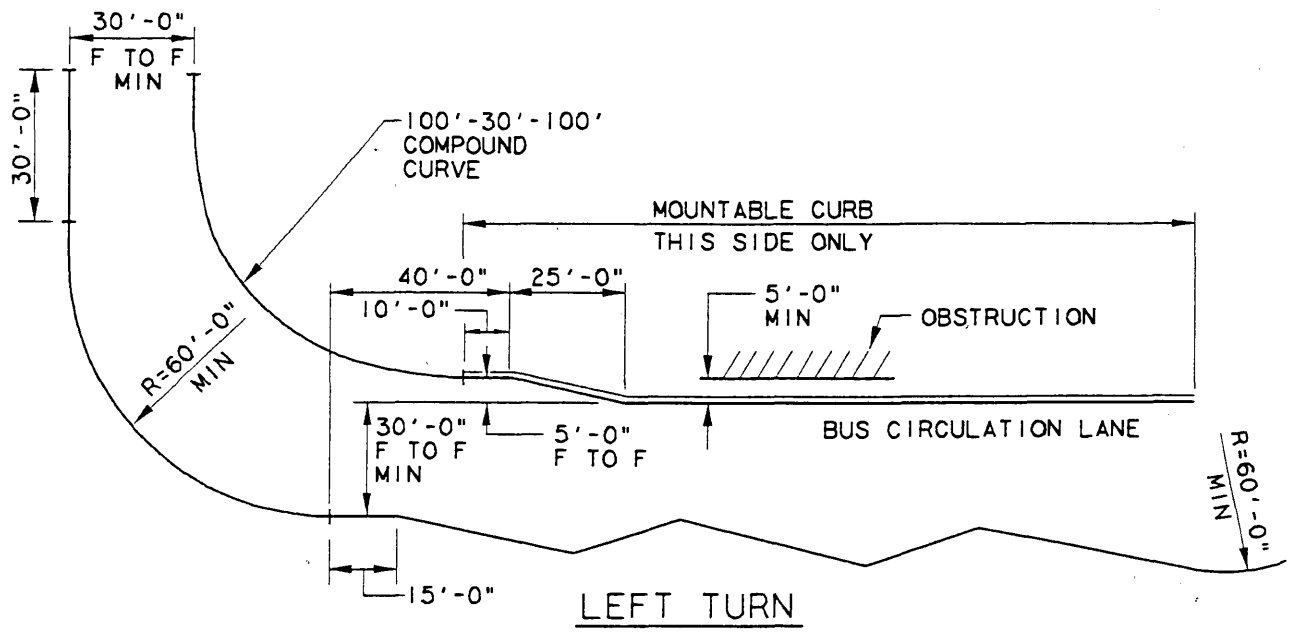 30'-0"
F TO F
MIN
30'-0"
100'-30'-100'
COMPOUND
CURVE
MOUNTABLE CURB
THIS SIDE ONLY
40'-0"
25'-0"
10'-0"
5'-0"
MIN
OBSTRUCTION
R=60'-0"
MIN
30'-0"
F TO F
MIN
5'-0"
F TO F
BUS CIRCULATION LANE
R=60'-0"
MIN
15'-0"
LEFT TURN